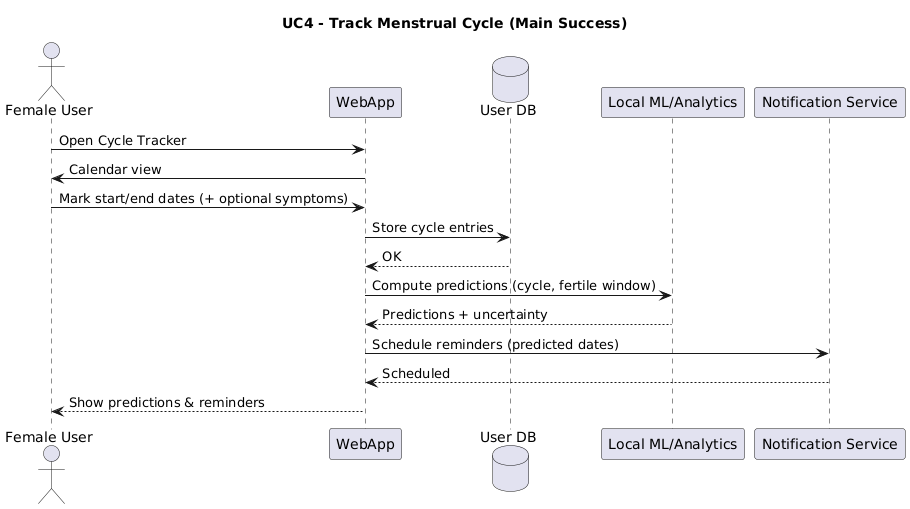 UC4 - Track Menstrual Cycle (Main Success)
Female User
WebApp
User DB
Local ML/Analytics
Notification Service
Open Cycle Tracker
Calendar view
Mark start/end dates (+ optional symptoms)
Store cycle entries
OK
Compute predictions (cycle, fertile window)
Predictions + uncertainty
Schedule reminders (predicted dates)
Scheduled
Show predictions & reminders
Female User
WebApp
User DB
Local ML/Analytics
Notification Service